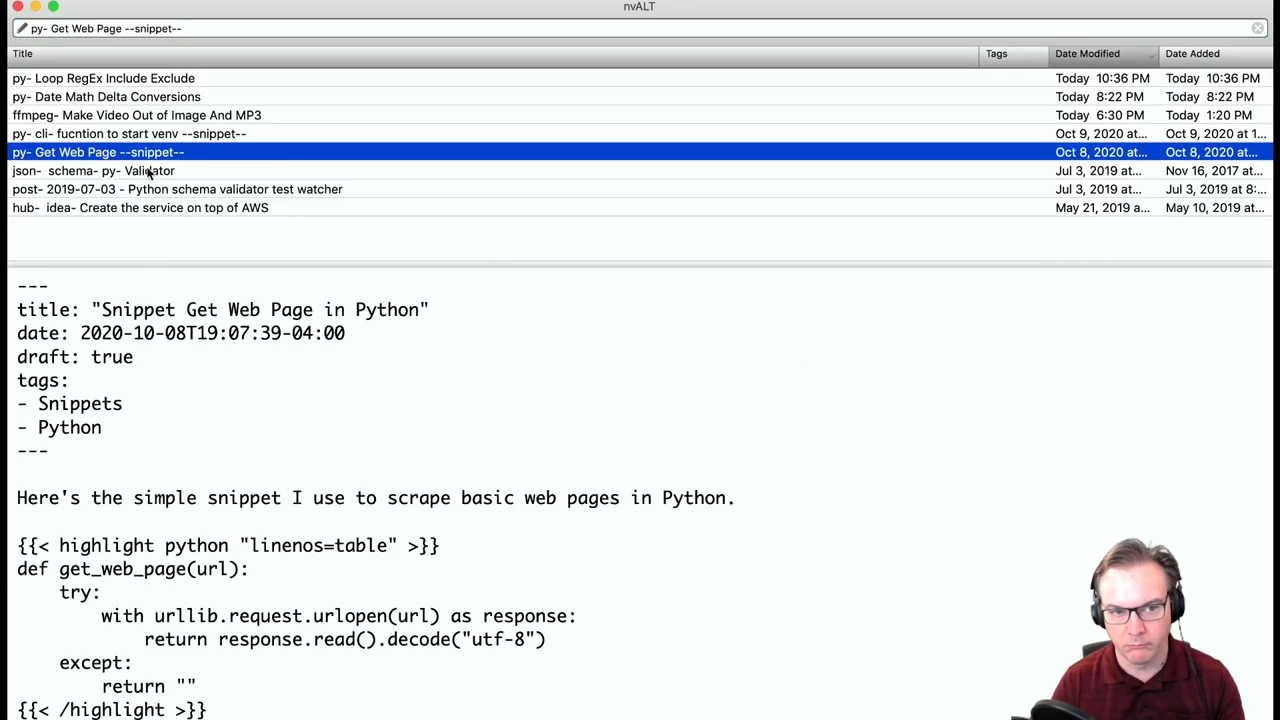 nvALT
py- Get Web Page --snippet--
Title Tags Date Modified Date Added
py- Loop RegEx Include Exclude Today 10:36 PM Today 10:36 PM
py- Date Math Delta Conversions Today 8:22 PM Today 8:22 PM
ffmpeg- Make Video Out of Image And MP3 Today 6:30 PM Today 1:20 PM
py- cli- fucntion to start venv --snippet-- Oct 9, 2020 at... Oct 9, 2020 at 1...
py- Get Web Page --snippet-- Oct 8, 2020 at... Oct 8, 2020 at...
json- schema- py- Validator Jul 3, 2019 at... Nov 16, 2017...
post- 2019-07-03 - Python schema validator test watcher Jul 3, 2019 at... Jul 3, 2019 at 8:...
hub- idea- Create the service on top of AWS May 21, 2019 a... May 10, 2019 at...
---
title: "Snippet Get Web Page in Python"
date: 2020-10-08T19:07:39-04:00
draft: true
tags:
- Snippets
- Python
---
Here's the simple snippet I use to scrape basic web pages in Python.
{{< highlight python "linenos=table" >}}
def get_web_page(url):
    try:
        with urllib.request.urlopen(url) as response:
            return response.read().decode("utf-8")
    except:
        return ""
{{< /highlight >}}